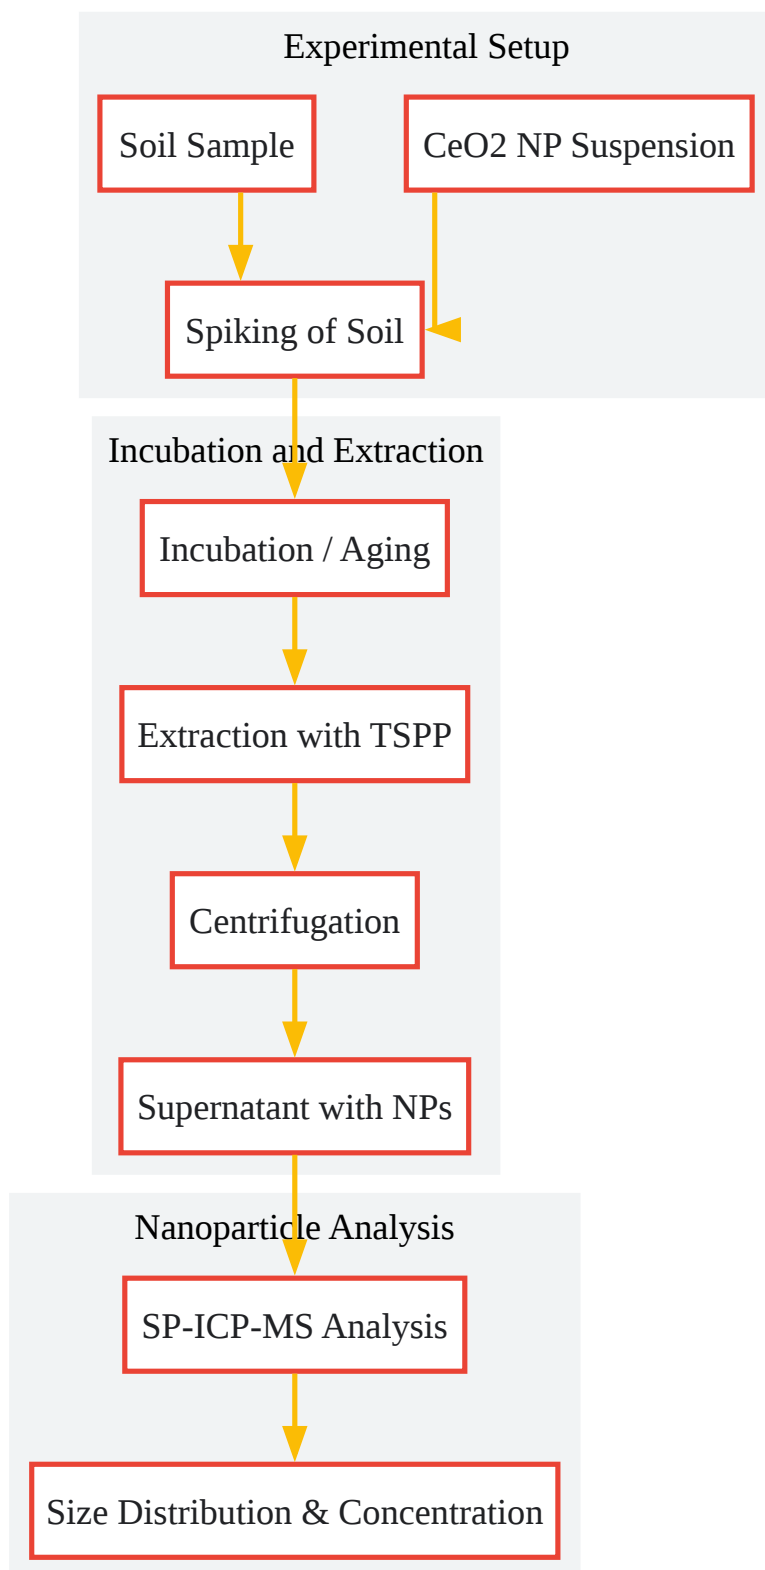 Experimental Setup
Soil Sample
CeO2 NP Suspension
Spiking of Soil
Incubation and Extraction
Incubation / Aging
Extraction with TSPP
Centrifugation
Supernatant with NPs
Nanoparticle Analysis
SP-ICP-MS Analysis
Size Distribution & Concentration